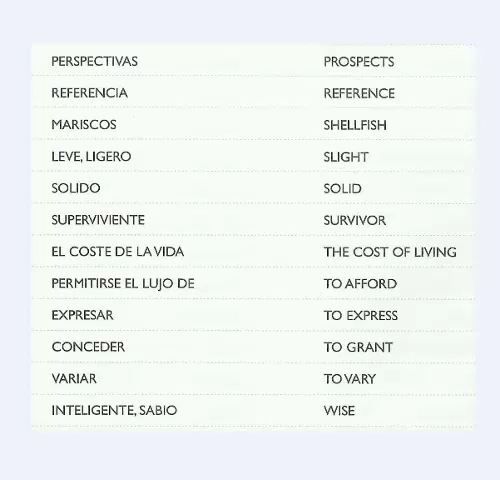 PERSPECTIVAS PROSPECTS
REFERENCIA REFERENCE
MARISCOS SHELLFISH
LEVE, LIGERO SLIGHT
SOLIDO SOLID
SUPERVIVIENTE SURVIVOR
EL COSTE DE LA VIDA THE COST OF LIVING
PERMITIRSE EL LUJO DE TO AFFORD
EXPRESAR TO EXPRESS
CONCEDER TO GRANT
VARIAR TO VARY
INTELIGENTE, SABIO WISE